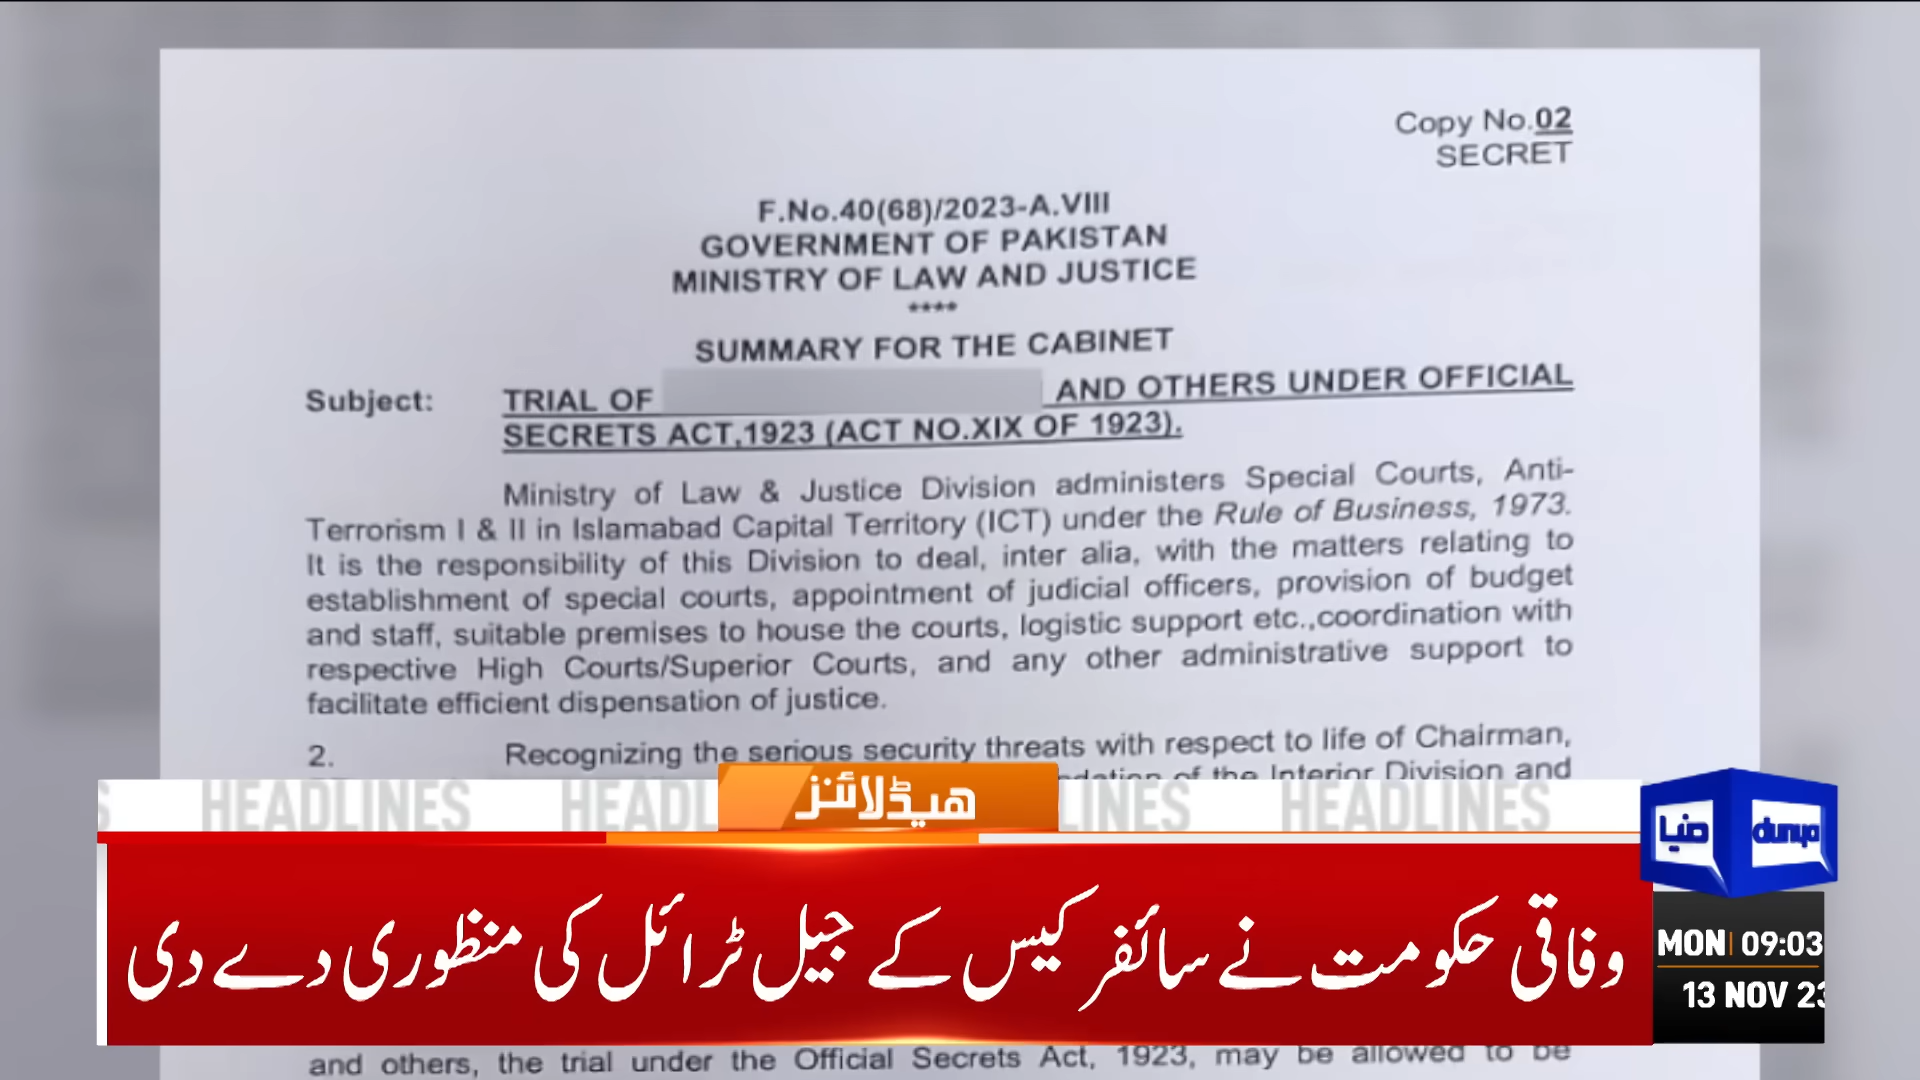 Copy No.02
SECRET
F.No.40(68)/2023-A.VIII
GOVERNMENT OF PAKISTAN
MINISTRY OF LAW AND JUSTICE
****
SUMMARY FOR THE CABINET
Subject: TRIAL OF AND OTHERS UNDER OFFICIAL
SECRETS ACT,1923 (ACT NO.XIX OF 1923).
Ministry of Law & Justice Division administers Special Courts, Anti-
Terrorism I & II in Islamabad Capital Territory (ICT) under the Rule of Business, 1973.
It is the responsibility of this Division to deal, inter alia, with the matters relating to
establishment of special courts, appointment of judicial officers, provision of budget
and staff, suitable premises to house the courts, logistic support etc.,coordination with
respective High Courts/Superior Courts, and any other administrative support to
facilitate efficient dispensation of justice.
2. Recognizing the serious security threats with respect to life of Chairman,
of the Interior Division and
HEADLINES HEADL INES HEADLINES
ہیڈلائنز
دنیا dunya
وفاقی حکومت نے سائفر کیس کے جیل ٹرائل کی منظوری دے دی
MON 09:03
13 NOV 23
and others, the trial under the Official Secrets Act, 1923, may be allowed to be